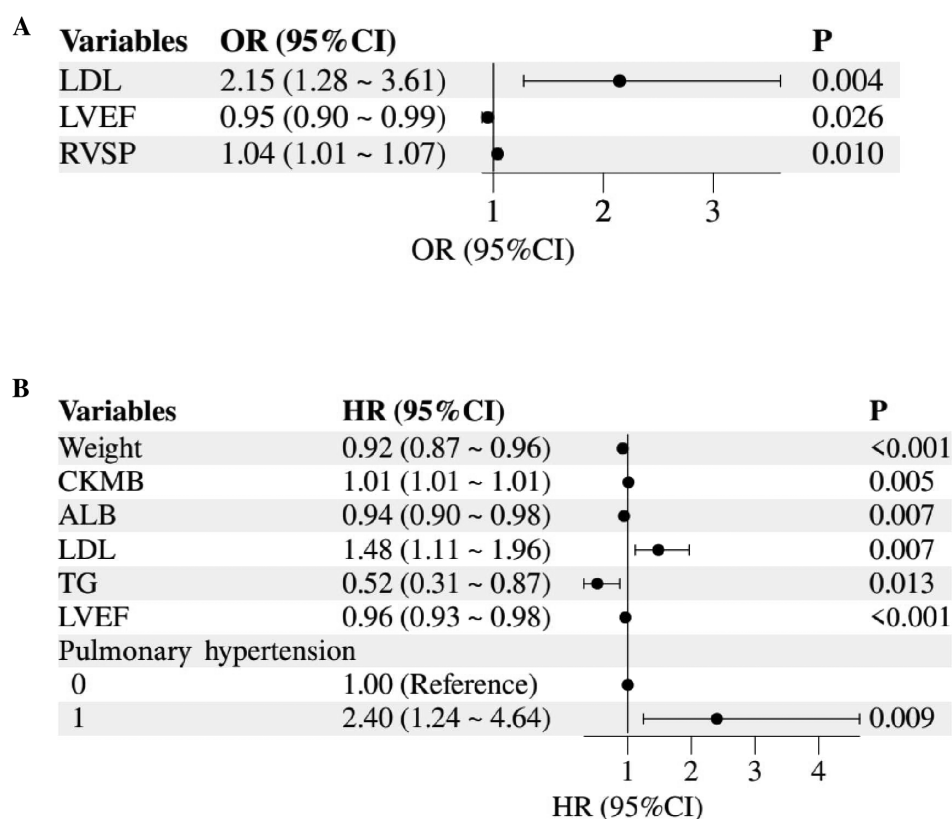 A
Variables OR (95%CI) P
LDL 2.15 (1.28 ~ 3.61) 0.004
LVEF 0.95 (0.90 ~ 0.99) 0.026
RVSP 1.04 (1.01 ~ 1.07) 0.010
1 2 3
OR (95%CI)
B
Variables HR (95%CI) P
Weight 0.92 (0.87 ~ 0.96) <0.001
CKMB 1.01 (1.01 ~ 1.01) 0.005
ALB 0.94 (0.90 ~ 0.98) 0.007
LDL 1.48 (1.11 ~ 1.96) 0.007
TG 0.52 (0.31 ~ 0.87) 0.013
LVEF 0.96 (0.93 ~ 0.98) <0.001
Pulmonary hypertension
0 1.00 (Reference)
1 2.40 (1.24 ~ 4.64) 0.009
1 2 3 4
HR (95%CI)